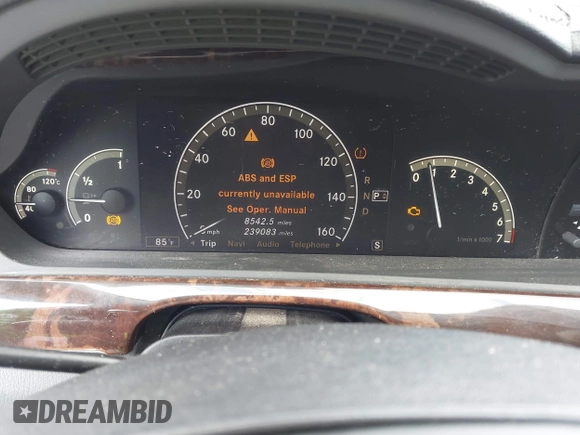 60 80 100
40 120
20 140
0 mph 160
ABS and ESP
currently unavailable
See Oper. Manual
8542.5 miles
239083 miles
Trip Navi Audio Telephone
85°F
120°C
80
1
½
0
R
N P
D
S
0 1 2 3 4 5 6 7
DREAMBID